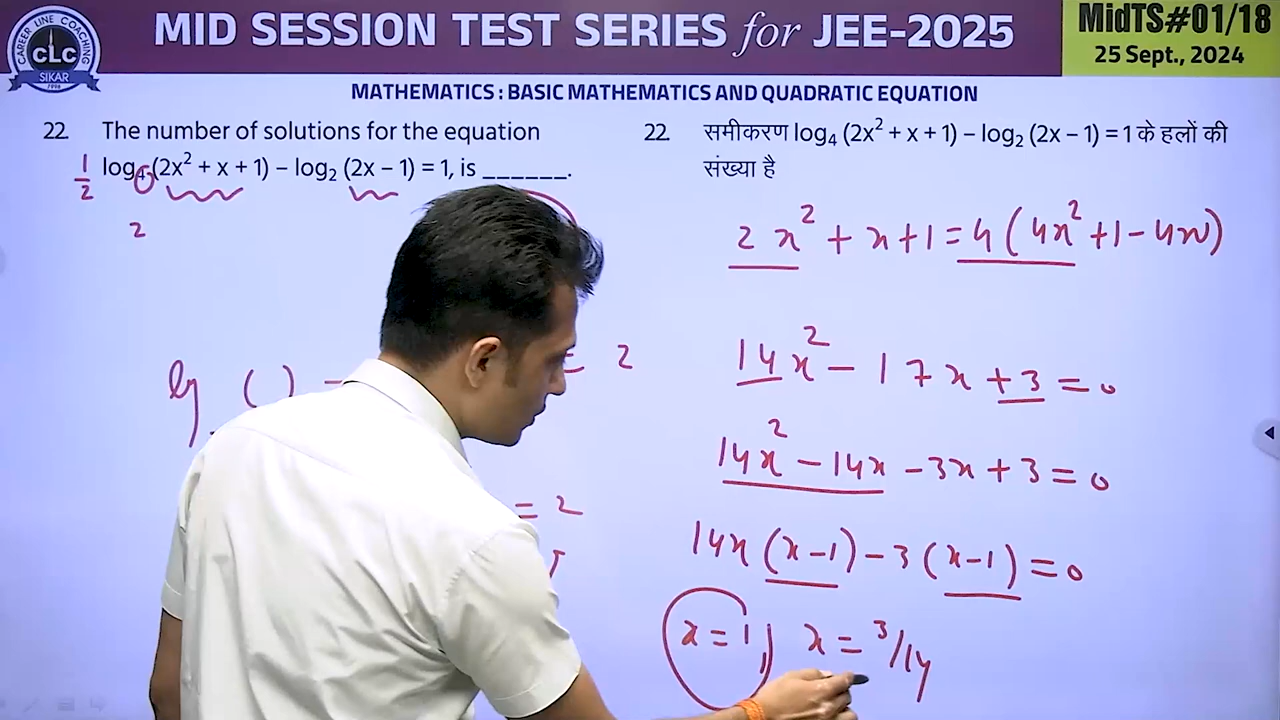 CAREER LINE COACHING
CLC
SIKAR
1996
MID SESSION TEST SERIES for JEE-2025
MidTS#01/18
25 Sept., 2024
MATHEMATICS : BASIC MATHEMATICS AND QUADRATIC EQUATION
22 The number of solutions for the equation
log₄ (2x² + x + 1) – log₂ (2x – 1) = 1, is ______.
1/2
2
= 2
= 2
22. समीकरण log₄ (2x² + x + 1) – log₂ (2x – 1) = 1 के हलों की
संख्या है
2x² + x + 1 = 4 (4x² + 1 – 4x)
14x² – 17x + 3 = 0
14x² – 14x – 3x + 3 = 0
14x (x – 1) – 3 (x – 1) = 0
x = 1, x = 3/14